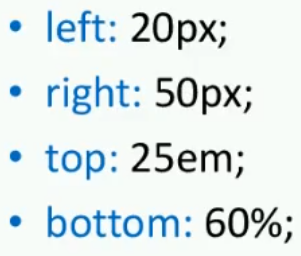 • left: 20px;
• right: 50px;
• top: 25em;
• bottom: 60%;